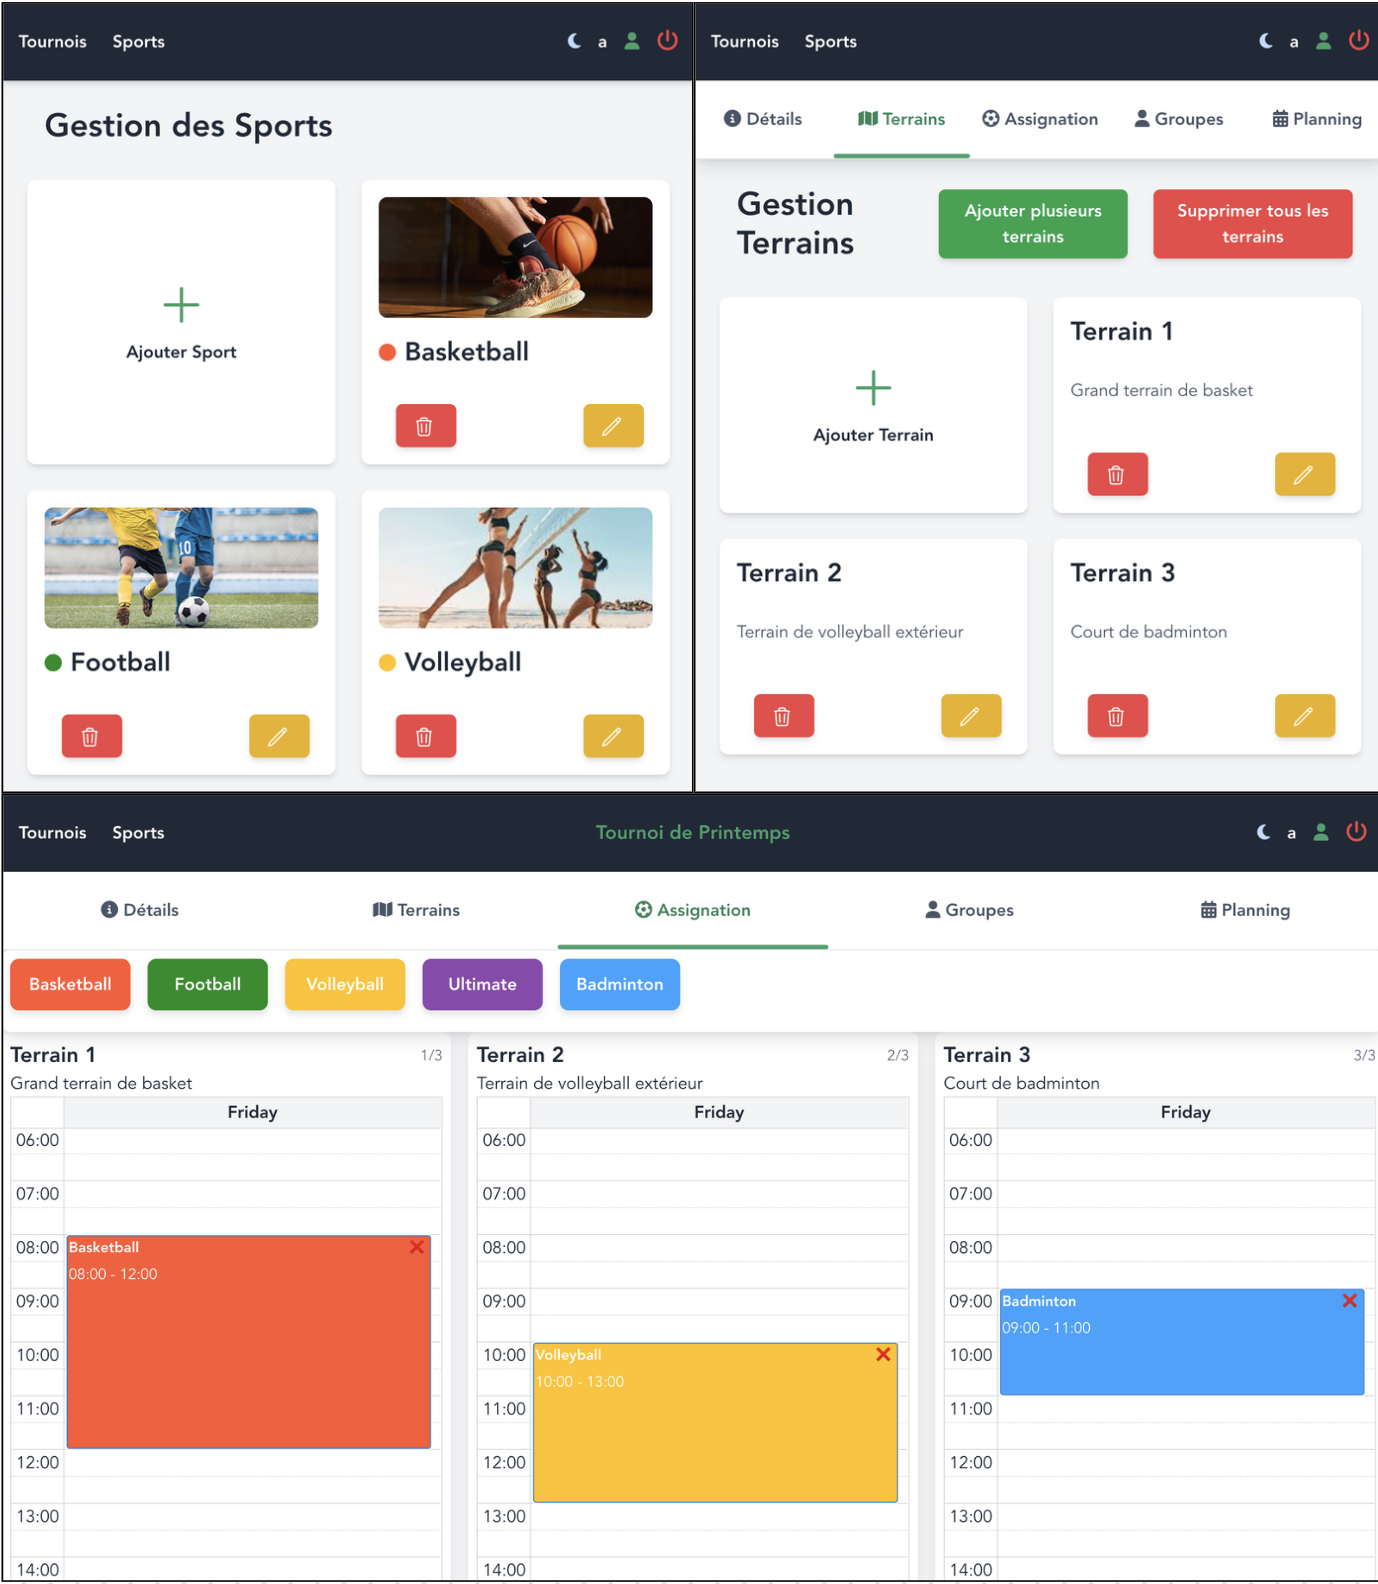 Tournois Sports a
Gestion des Sports
Ajouter Sport
Basketball
Football
10
Volleyball
Tournois Sports a
Détails Terrains Assignation Groupes Planning
Gestion
Terrains
Ajouter plusieurs
terrains
Supprimer tous les
terrains
Ajouter Terrain
Terrain 1
Grand terrain de basket
Terrain 2
Terrain de volleyball extérieur
Terrain 3
Court de badminton
Tournois Sports Tournoi de Printemps a
Détails Terrains Assignation Groupes Planning
Basketball Football Volleyball Ultimate Badminton
Terrain 1 1/3
Grand terrain de basket
Friday
06:00
07:00
08:00
09:00
10:00
11:00
12:00
13:00
14:00
Basketball
08:00 - 12:00
Terrain 2 2/3
Terrain de volleyball extérieur
Friday
06:00
07:00
08:00
09:00
10:00
11:00
12:00
13:00
14:00
Volleyball
10:00 - 13:00
Terrain 3 3/3
Court de badminton
Friday
06:00
07:00
08:00
09:00
10:00
11:00
12:00
13:00
14:00
Badminton
09:00 - 11:00